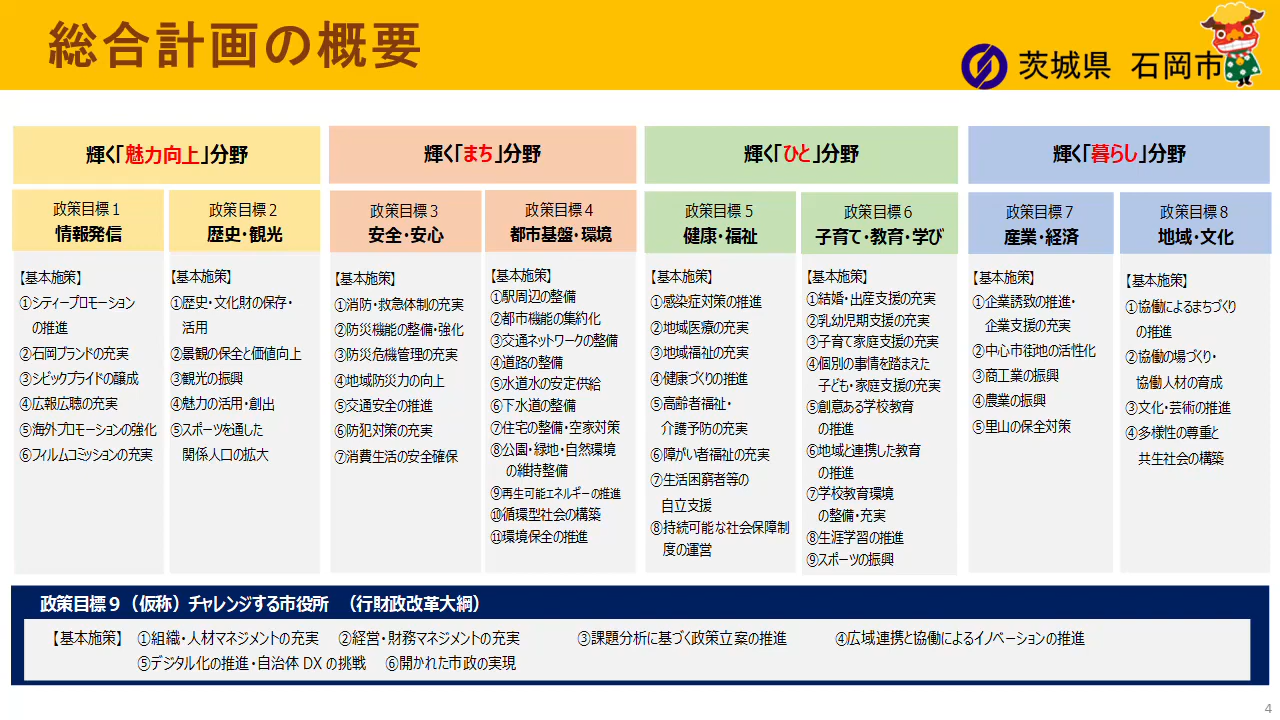 総合計画の概要
茨城県 石岡市
輝く「魅力向上」分野
政策目標１
情報発信
【基本施策】
①シティープロモーション
の推進
②石岡ブランドの充実
③シビックプライドの醸成
④広報広聴の充実
⑤海外プロモーションの強化
⑥フィルムコミッションの充実
政策目標２
歴史・観光
【基本施策】
①歴史・文化財の保存・
活用
②景観の保全と価値向上
③観光の振興
④魅力の活用・創出
⑤スポーツを通した
関係人口の拡大
輝く「まち」分野
政策目標３
安全・安心
【基本施策】
①消防・救急体制の充実
②防災機能の整備・強化
③防災危機管理の充実
④地域防災力の向上
⑤交通安全の推進
⑥防犯対策の充実
⑦消費生活の安全確保
政策目標４
都市基盤・環境
【基本施策】
①駅周辺の整備
②都市機能の集約化
③交通ネットワークの整備
④道路の整備
⑤水道水の安定供給
⑥下水道の整備
⑦住宅の整備・空家対策
⑧公園・緑地・自然環境
の維持整備
⑨再生可能エネルギーの推進
⑩循環型社会の構築
⑪環境保全の推進
輝く「ひと」分野
政策目標５
健康・福祉
【基本施策】
①感染症対策の推進
②地域医療の充実
③地域福祉の充実
④健康づくりの推進
⑤高齢者福祉・
介護予防の充実
⑥障がい者福祉の充実
⑦生活困窮者等の
自立支援
⑧持続可能な社会保障制
度の運営
政策目標６
子育て・教育・学び
【基本施策】
①結婚・出産支援の充実
②乳幼児期支援の充実
③子育て家庭支援の充実
④個別の事情を踏まえた
子ども・家庭支援の充実
⑤創意ある学校教育
の推進
⑥地域と連携した教育
の推進
⑦学校教育環境
の整備・充実
⑧生涯学習の推進
⑨スポーツの振興
輝く「暮らし」分野
政策目標７
産業・経済
【基本施策】
①企業誘致の推進・
企業支援の充実
②中心市街地の活性化
③商工業の振興
④農業の振興
⑤里山の保全対策
政策目標８
地域・文化
【基本施策】
①協働によるまちづくり
の推進
②協働の場づくり・
協働人材の育成
③文化・芸術の推進
④多様性の尊重と
共生社会の構築
政策目標９（仮称）チャレンジする市役所 （行財政改革大綱）
【基本施策】 ①組織・人材マネジメントの充実 ②経営・財務マネジメントの充実 ③課題分析に基づく政策立案の推進 ④広域連携と協働によるイノベーションの推進
⑤デジタル化の推進・自治体 DX の挑戦 ⑥開かれた市政の実現
4